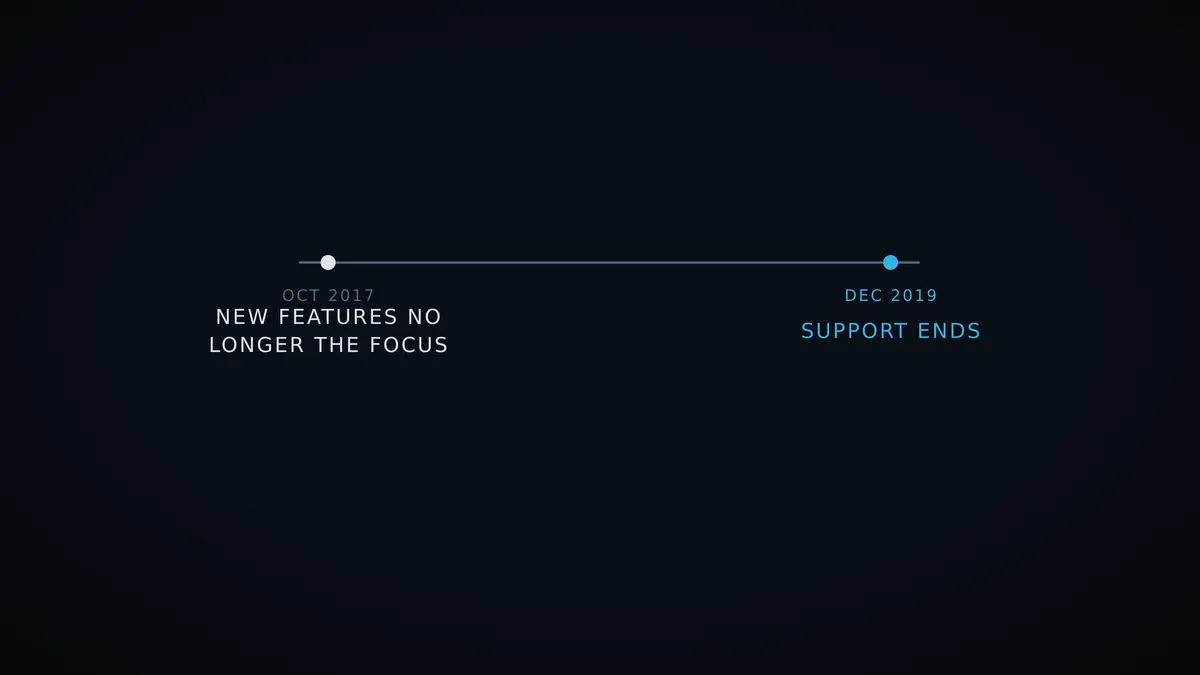 OCT 2017
NEW FEATURES NO
LONGER THE FOCUS
DEC 2019
SUPPORT ENDS